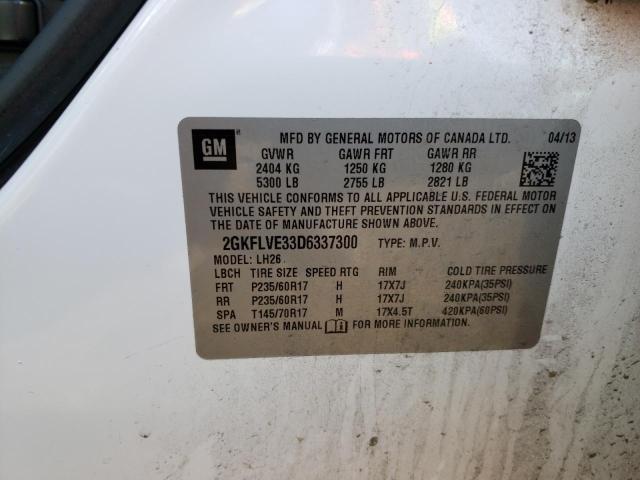 GM
MFD BY GENERAL MOTORS OF CANADA LTD. 04/13
GVWR GAWR FRT GAWR RR
2404 KG 1250 KG 1280 KG
5300 LB 2755 LB 2821 LB
THIS VEHICLE CONFORMS TO ALL APPLICABLE U.S. FEDERAL MOTOR
VEHICLE SAFETY AND THEFT PREVENTION STANDARDS IN EFFECT ON
THE DATE OF MANUFACTURE SHOWN ABOVE.
2GKFLVE33D6337300 TYPE: M.P.V.
MODEL: LH26
LBCH TIRE SIZE SPEED RTG RIM COLD TIRE PRESSURE
FRT P235/60R17 H 17X7J 240KPA(35PSI)
RR P235/60R17 H 17X7J 240KPA(35PSI)
SPA T145/70R17 M 17X4.5T 420KPA(60PSI)
SEE OWNER'S MANUAL FOR MORE INFORMATION.